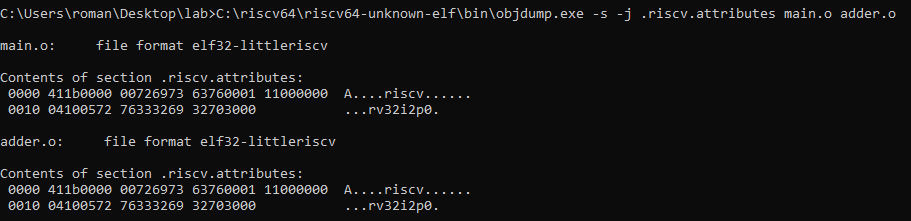 C:\Users\roman\Desktop\lab>C:\riscv64\riscv64-unknown-elf\bin\objdump.exe -s -j .riscv.attributes main.o adder.o
main.o:     file format elf32-littleriscv
Contents of section .riscv.attributes:
 0000 411b0000 00726973 63760001 11000000  A....riscv......
 0010 04100572 76333269 32703000           ...rv32i2p0.
adder.o:     file format elf32-littleriscv
Contents of section .riscv.attributes:
 0000 411b0000 00726973 63760001 11000000  A....riscv......
 0010 04100572 76333269 32703000           ...rv32i2p0.